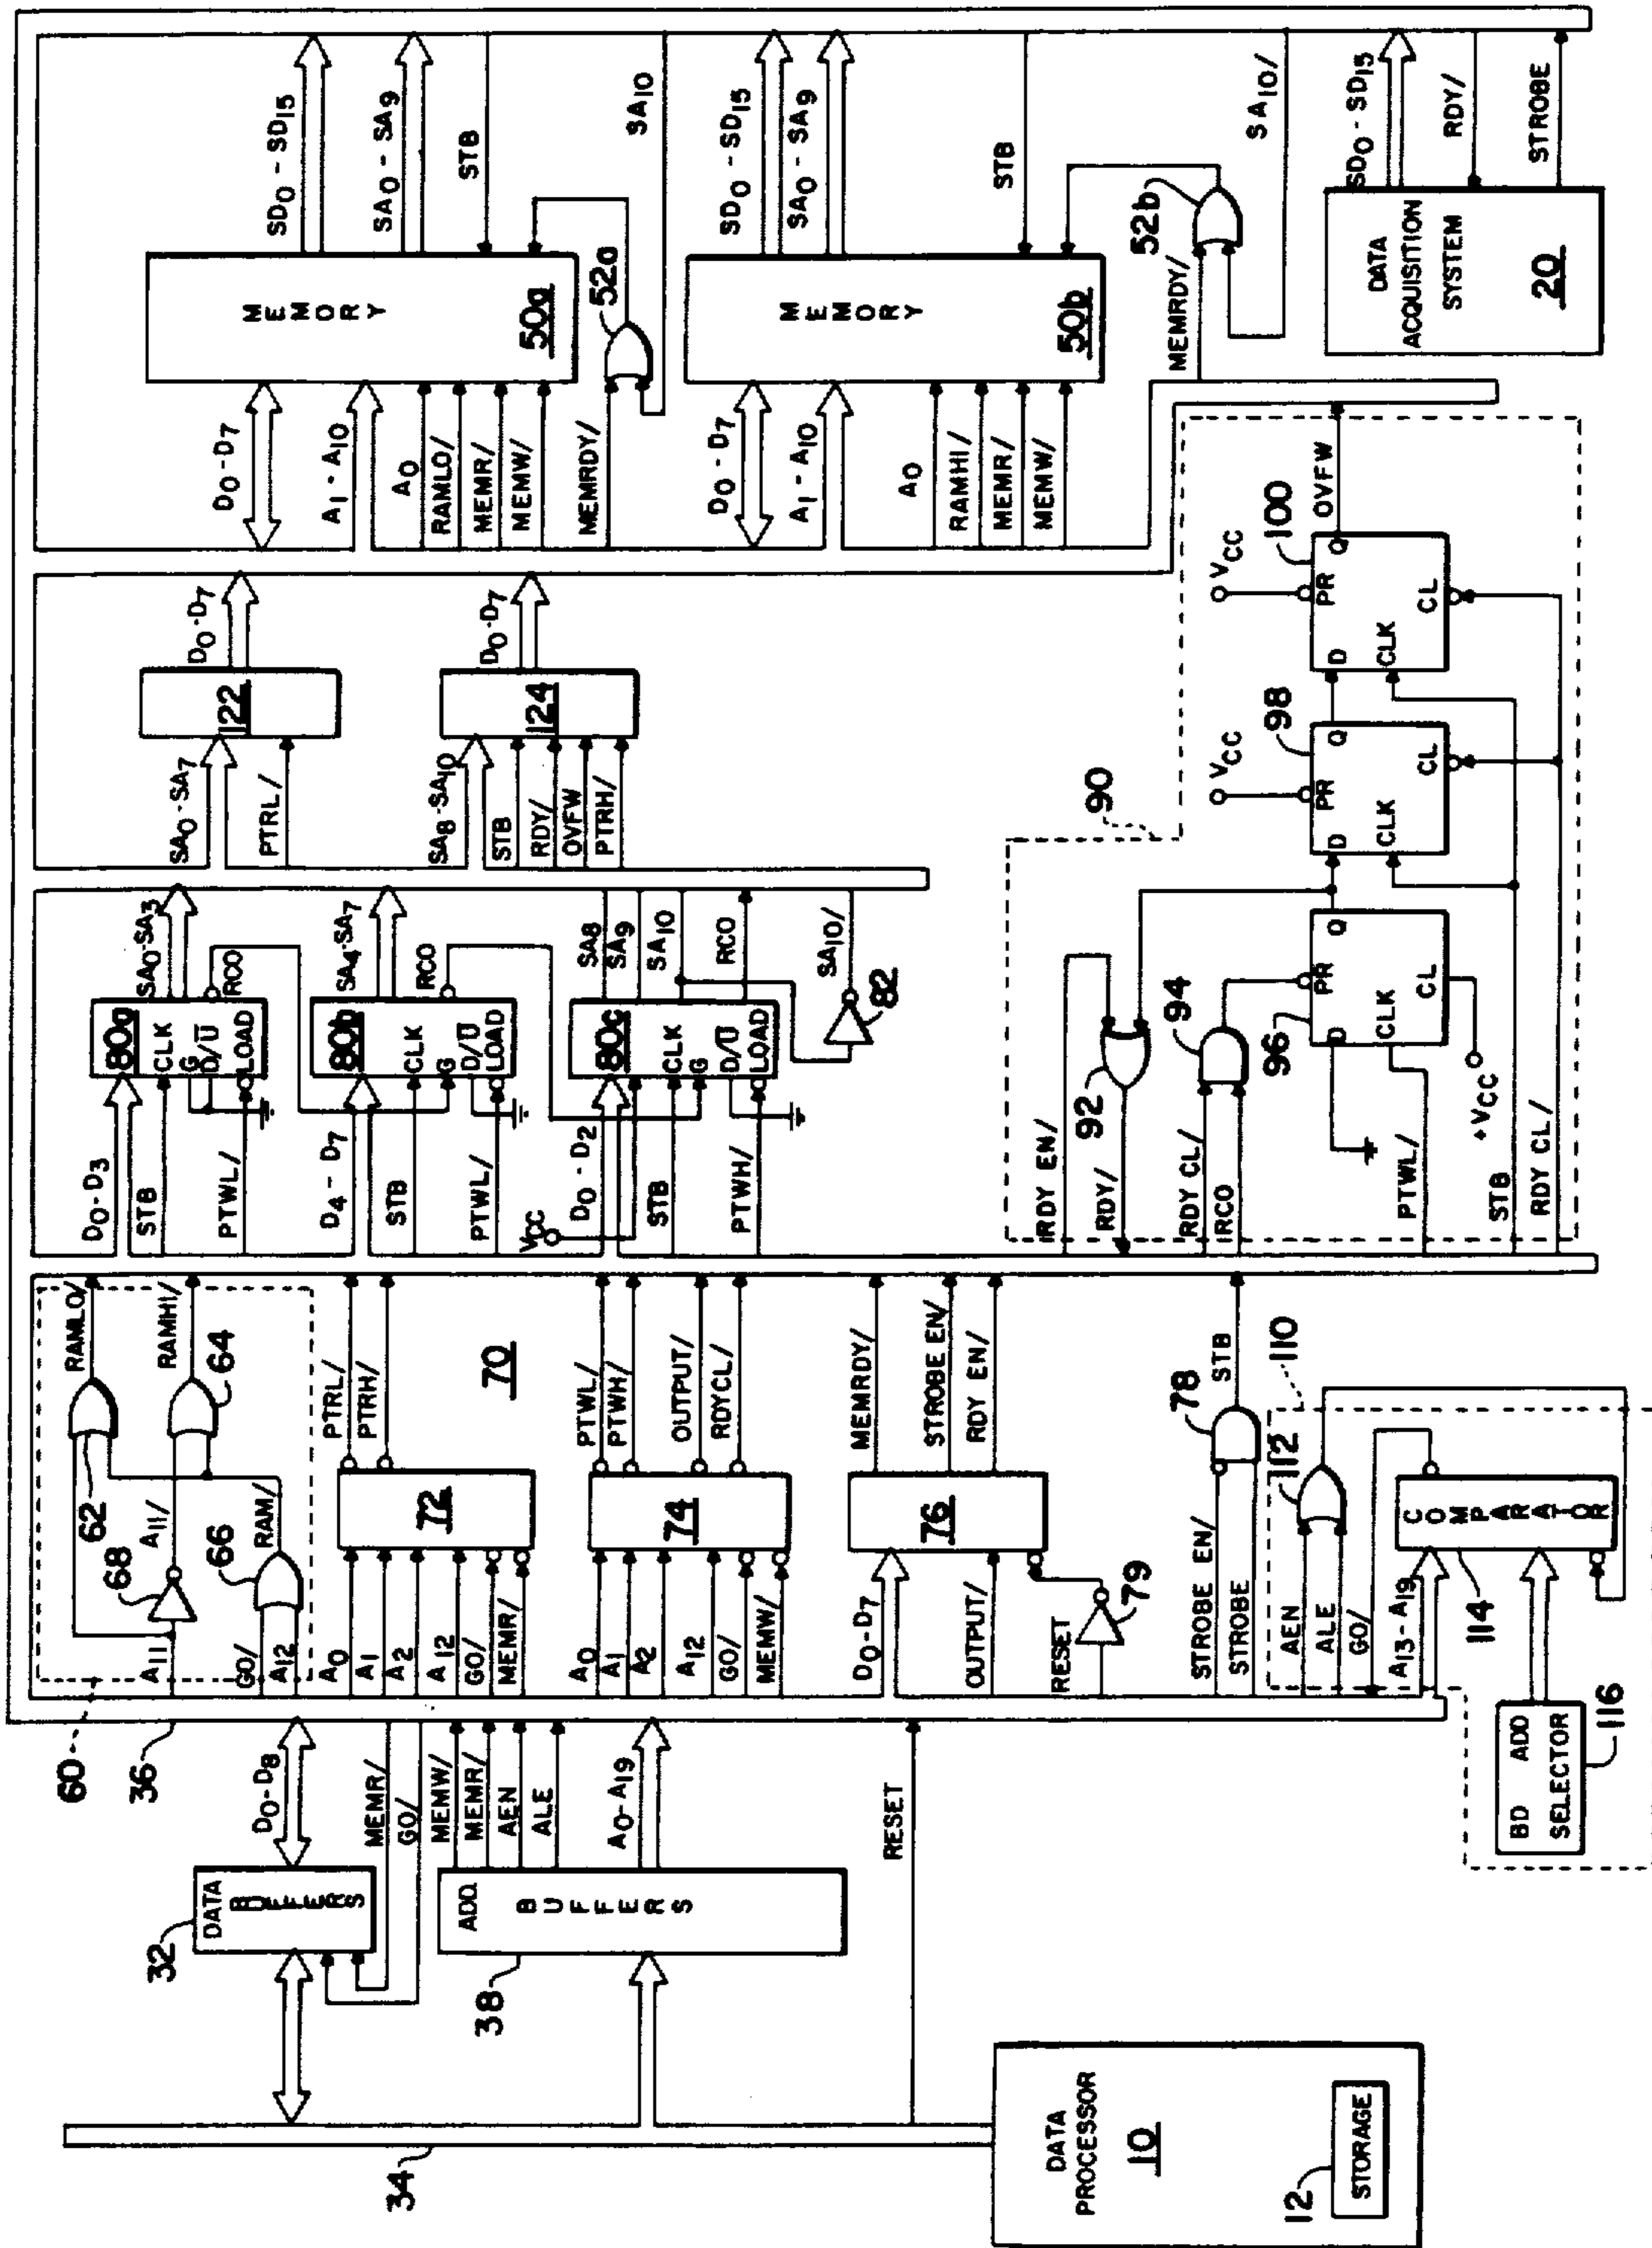 DATA PROCESSOR
10
12
STORAGE
34
32
DATA BUFFERS
38
ADD. BUFFERS
D0-D8
MEMR/
GO/
MEMW/
MEMR/
AEN
ALE
A0-A19
RESET
36
60
A11
GO/
A12
68
66
62
64
A11/
RAM/
RAMLO/
RAMHI/
70
A0
A1
A2
A12
GO/
MEMR/
72
PTRL/
PTRH/
A0
A1
A2
A12
GO/
MEMW/
74
PTWL/
PTWH/
OUTPUT/
RDYCL/
D0-D7
OUTPUT/
RESET
79
76
MEMRDY/
STROBE EN/
RDY EN/
STROBE EN/
STROBE
78
STB
110
112
AEN
ALE
GO/
A13-A19
COMPARATOR
114
BD ADD SELECTOR
116
D0-D3
STB
PTWL/
80a
CLK
G
D/U
LOAD
SA0-SA3
RCO
D4-D7
STB
PTWL/
80b
CLK
G
D/U
LOAD
SA4-SA7
RCO
VCC
D0-D2
STB
PTWH/
80c
CLK
G
D/U
LOAD
SA8
SA9
SA10
RCO
SA10/
82
90
RDY EN/
RDY/
92
RDY CL/
RCO
94
PTWL/
STB
RDY CL/
96
D
PR
Q
CLK
CL
+VCC
98
VCC
D
PR
Q
CLK
CL
100
VCC
D
PR
Q
CLK
CL
OVFW
SA0-SA7
PTRL/
122
D0-D7
SA8-SA10
STB
RDY/
OVFW
PTRH/
124
D0-D7
D0-D7
A1-A10
A0
RAMLO/
MEMR/
MEMW/
MEMRDY/
MEMORY
50a
52a
SD0-SD15
SA0-SA9
STB
SA10
D0-D7
A1-A10
A0
RAMHI/
MEMR/
MEMW/
MEMRDY/
MEMORY
50b
52b
SD0-SD15
SA0-SA9
STB
SA10/
DATA ACQUISITION SYSTEM
20
SD0-SD15
RDY/
STROBE